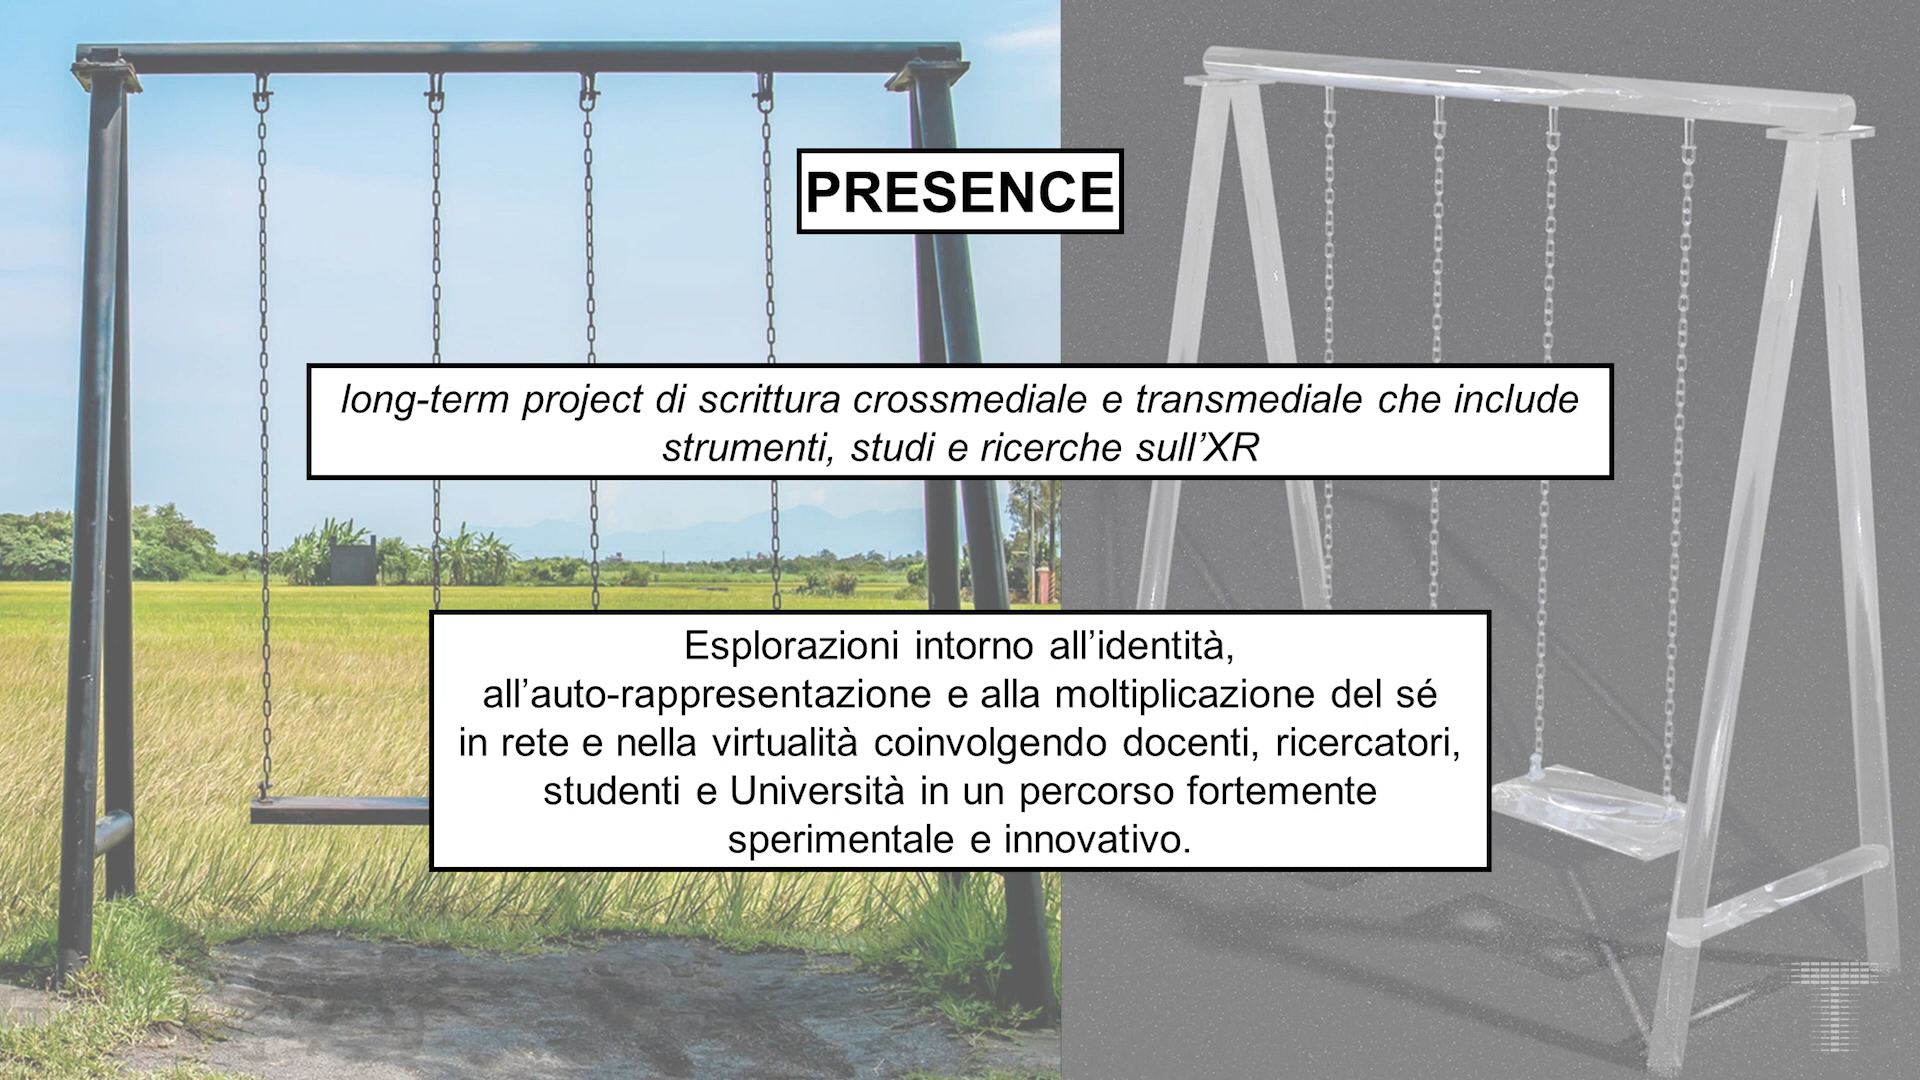 PRESENCE
long-term project di scrittura crossmediale e transmediale che include
strumenti, studi e ricerche sull’XR
Esplorazioni intorno all’identità,
all’auto-rappresentazione e alla moltiplicazione del sé
in rete e nella virtualità coinvolgendo docenti, ricercatori,
studenti e Università in un percorso fortemente
sperimentale e innovativo.
T